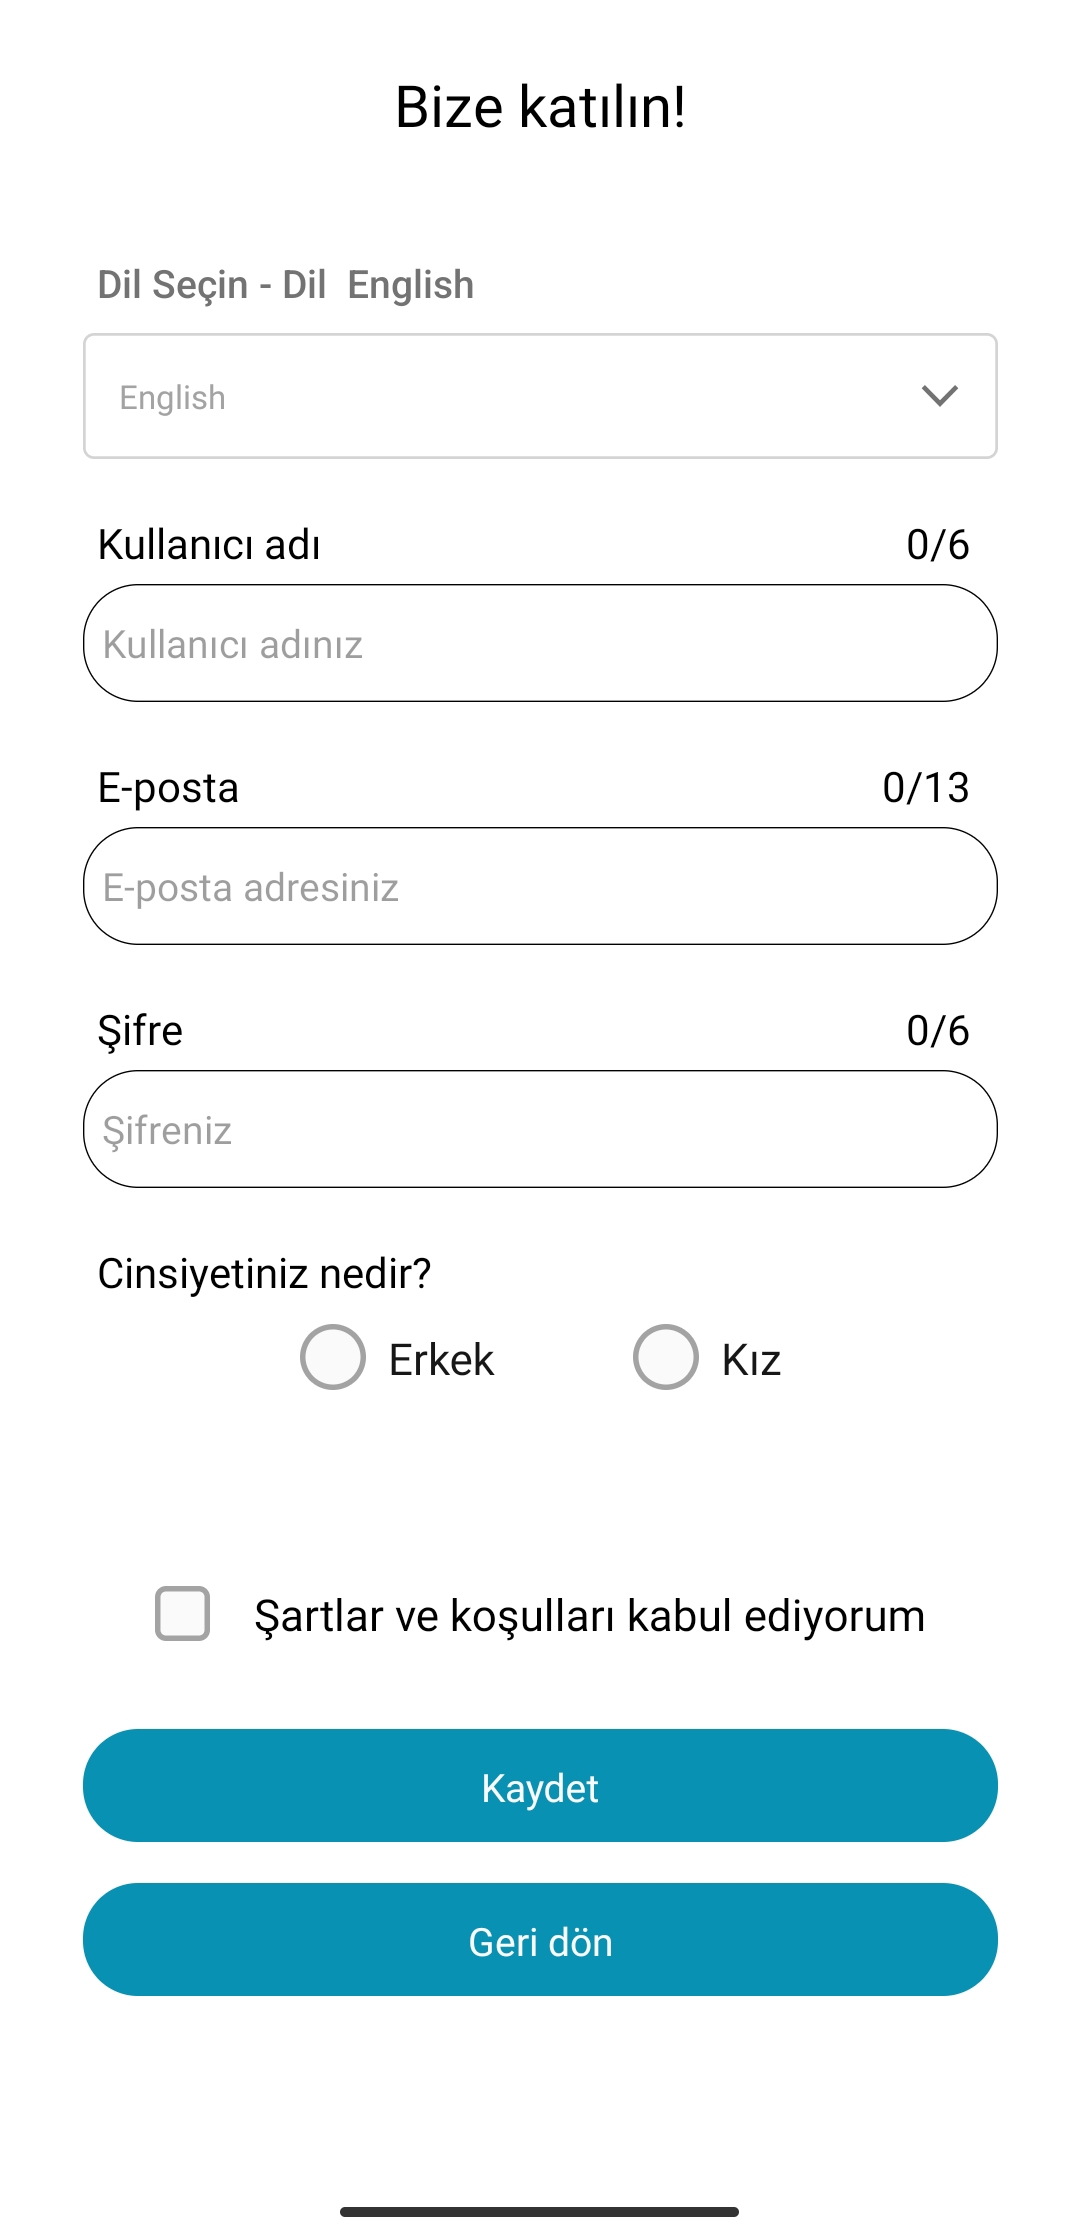 Bize katılın!
Dil Seçin - Dil  English
English
Kullanıcı adı 0/6
Kullanıcı adınız
E-posta 0/13
E-posta adresiniz
Şifre 0/6
Şifreniz
Cinsiyetiniz nedir?
Erkek Kız
Şartlar ve koşulları kabul ediyorum
Kaydet
Geri dön